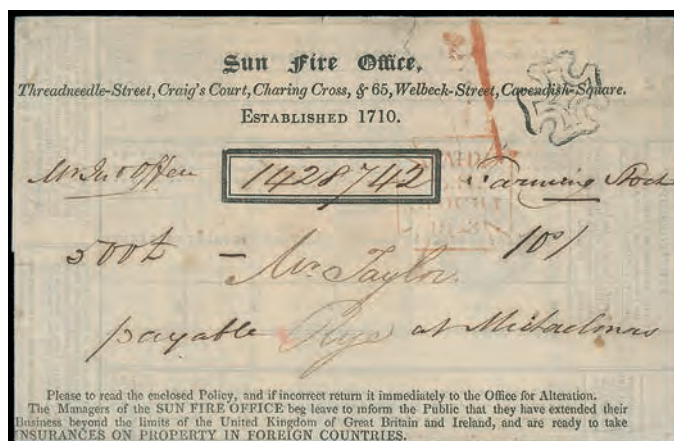 Sun Fire Office,
Threadneedle-Street, Craig's Court, Charing Cross, & 65, Welbeck-Street, Cavendish-Square.
ESTABLISHED 1710.
Mr Jno Offen 1428742 Farming Stock
500£ — Mr. Taylor 10/
payable Rye at Michaelmas
Please to read the enclosed Policy, and if incorrect return it immediately to the Office for Alteration.
The Managers of the SUN FIRE OFFICE beg leave to inform the Public that they have extended their
Business beyond the limits of the United Kingdom of Great Britain and Ireland, and are ready to take
INSURANCES ON PROPERTY IN FOREIGN COUNTRIES.